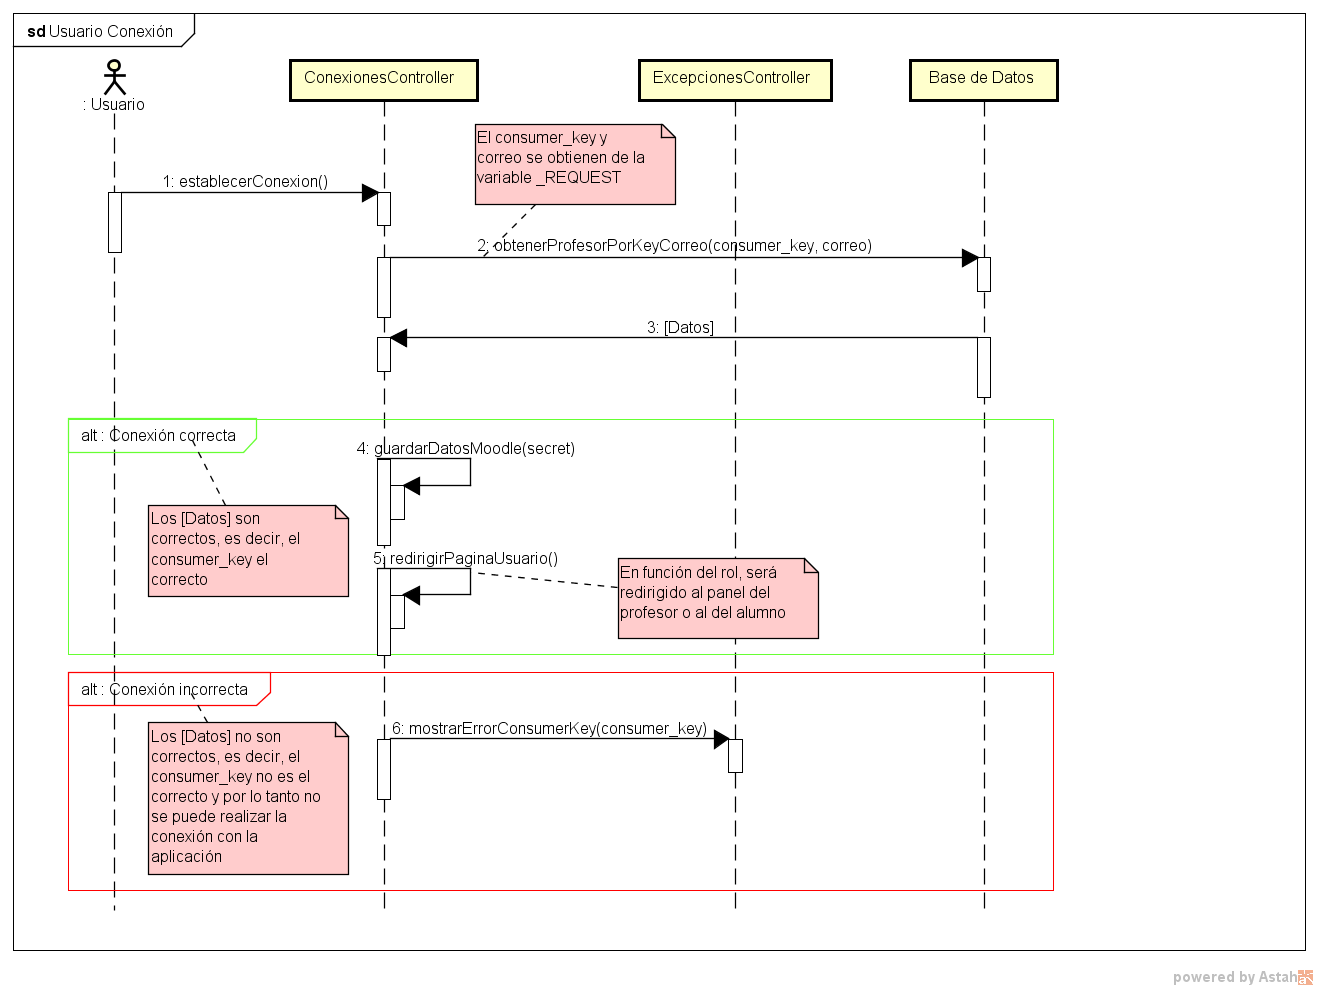 sd Usuario Conexión
: Usuario
ConexionesController
ExcepcionesController
Base de Datos
El consumer_key y
correo se obtienen de la
variable _REQUEST
1: establecerConexion()
2: obtenerProfesorPorKeyCorreo(consumer_key, correo)
3: [Datos]
alt : Conexión correcta
4: guardarDatosMoodle(secret)
Los [Datos] son
correctos, es decir, el
consumer_key el
correcto
5: redirigirPaginaUsuario()
En función del rol, será
redirigido al panel del
profesor o al del alumno
alt : Conexión incorrecta
6: mostrarErrorConsumerKey(consumer_key)
Los [Datos] no son
correctos, es decir, el
consumer_key no es el
correcto y por lo tanto no
se puede realizar la
conexión con la
aplicación
powered by Astah